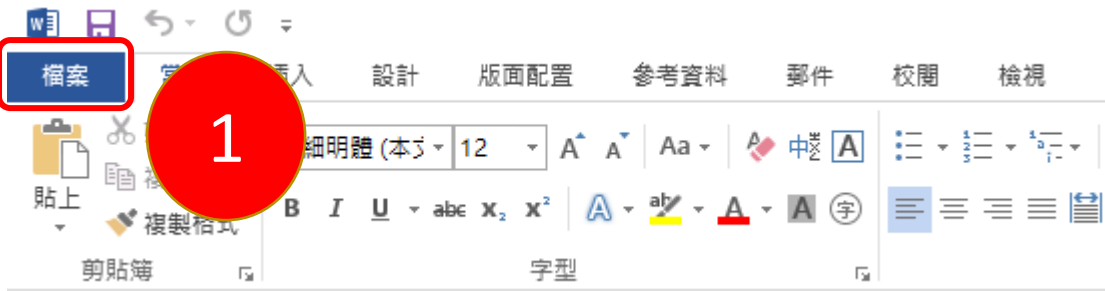 檔案 插入 設計 版面配置 參考資料 郵件 校閱 檢視
1
細明體 (本文 12 A A Aa 中 A
貼上
B I U abc X₂ X² A ab A A 字
複製格式
剪貼簿 字型